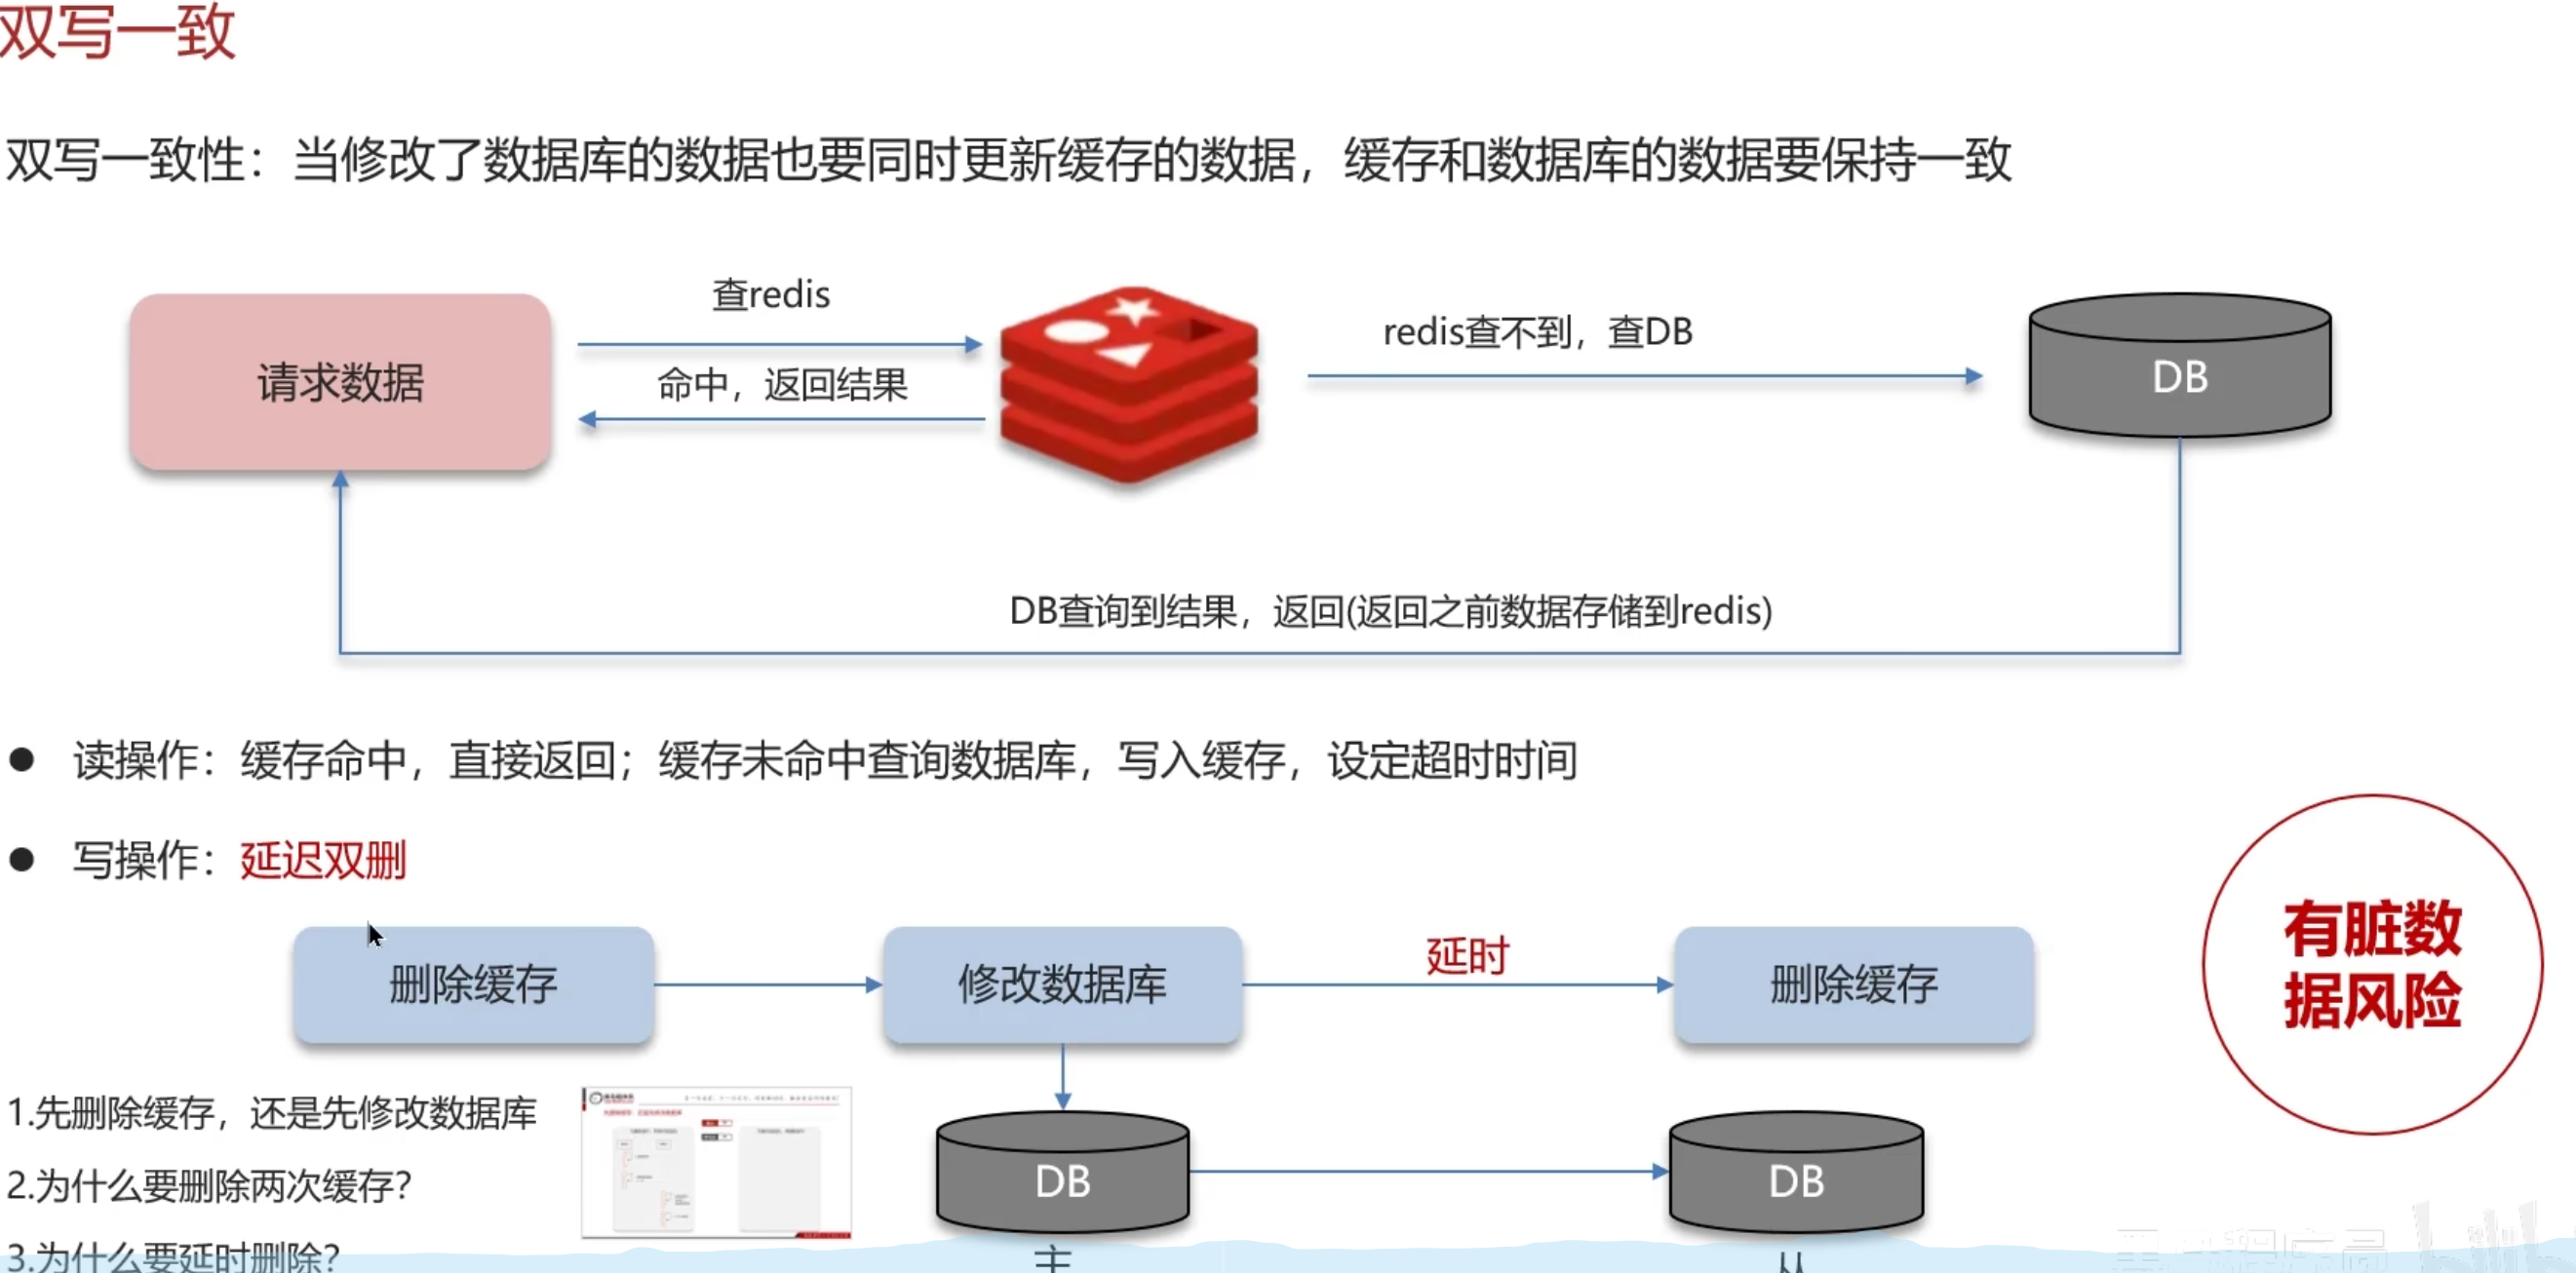 双写一致
双写一致性：当修改了数据库的数据也要同时更新缓存的数据，缓存和数据库的数据要保持一致
查redis
redis查不到，查DB
请求数据
命中，返回结果
DB
DB查询到结果，返回(返回之前数据存储到redis)
读操作：缓存命中，直接返回；缓存未命中查询数据库，写入缓存，设定超时时间
写操作：延迟双删
有脏数
据风险
删除缓存
修改数据库
延时
删除缓存
1.先删除缓存，还是先修改数据库
2.为什么要删除两次缓存？
DB
DB
3.为什么要延时删除？
主
从